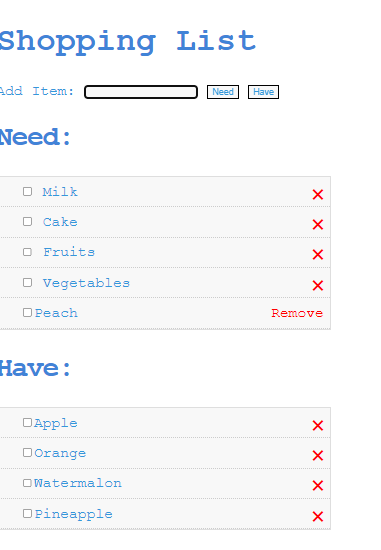 Shopping List
Add Item: Need Have
Need:
Milk ×
Cake ×
Fruits ×
Vegetables ×
Peach Remove
Have:
Apple ×
Orange ×
Watermalon ×
Pineapple ×